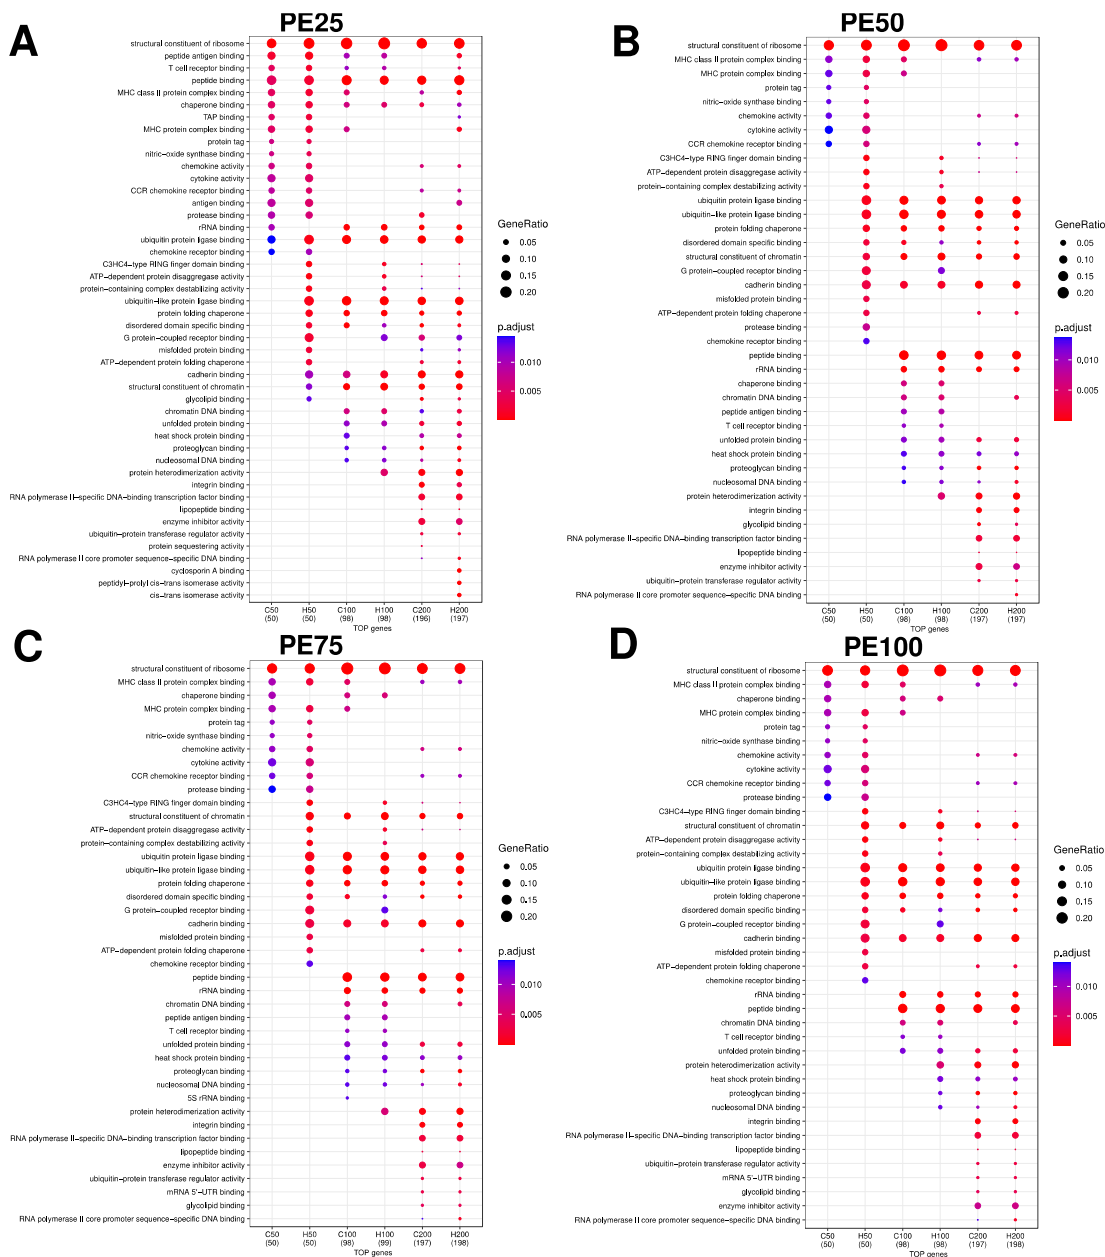 A
PE25
structural constituent of ribosome
peptide antigen binding
T cell receptor binding
peptide binding
MHC class II protein complex binding
chaperone binding
TAP binding
MHC protein complex binding
protein tag
nitric-oxide synthase binding
chemokine activity
cytokine activity
CCR chemokine receptor binding
antigen binding
protease binding
rRNA binding
ubiquitin protein ligase binding
chemokine receptor binding
C3HC4-type RING finger domain binding
ATP-dependent protein disaggregase activity
protein-containing complex destabilizing activity
ubiquitin-like protein ligase binding
protein folding chaperone
disordered domain specific binding
G protein-coupled receptor binding
misfolded protein binding
ATP-dependent protein folding chaperone
cadherin binding
structural constituent of chromatin
glycolipid binding
chromatin DNA binding
unfolded protein binding
heat shock protein binding
proteoglycan binding
nucleosomal DNA binding
protein heterodimerization activity
integrin binding
RNA polymerase II-specific DNA-binding transcription factor binding
lipopeptide binding
enzyme inhibitor activity
ubiquitin-protein transferase regulator activity
protein sequestering activity
RNA polymerase II core promoter sequence-specific DNA binding
cyclosporin A binding
peptidyl-prolyl cis-trans isomerase activity
cis-trans isomerase activity
C50 H50 C100 H100 C200 H200
(50) (50) (98) (98) (196) (197)
TOP genes
GeneRatio
0.05
0.10
0.15
0.20
p.adjust
0.010
0.005
B
PE50
structural constituent of ribosome
MHC class II protein complex binding
MHC protein complex binding
protein tag
nitric-oxide synthase binding
chemokine activity
cytokine activity
CCR chemokine receptor binding
C3HC4-type RING finger domain binding
ATP-dependent protein disaggregase activity
protein-containing complex destabilizing activity
ubiquitin protein ligase binding
ubiquitin-like protein ligase binding
protein folding chaperone
disordered domain specific binding
structural constituent of chromatin
G protein-coupled receptor binding
cadherin binding
misfolded protein binding
ATP-dependent protein folding chaperone
protease binding
chemokine receptor binding
peptide binding
rRNA binding
chaperone binding
chromatin DNA binding
peptide antigen binding
T cell receptor binding
unfolded protein binding
heat shock protein binding
proteoglycan binding
nucleosomal DNA binding
protein heterodimerization activity
integrin binding
glycolipid binding
RNA polymerase II-specific DNA-binding transcription factor binding
lipopeptide binding
enzyme inhibitor activity
ubiquitin-protein transferase regulator activity
RNA polymerase II core promoter sequence-specific DNA binding
C50 H50 C100 H100 C200 H200
(50) (50) (98) (98) (197) (197)
TOP genes
GeneRatio
0.05
0.10
0.15
0.20
p.adjust
0.010
0.005
C
PE75
structural constituent of ribosome
MHC class II protein complex binding
chaperone binding
MHC protein complex binding
protein tag
nitric-oxide synthase binding
chemokine activity
cytokine activity
CCR chemokine receptor binding
protease binding
C3HC4-type RING finger domain binding
structural constituent of chromatin
ATP-dependent protein disaggregase activity
protein-containing complex destabilizing activity
ubiquitin protein ligase binding
ubiquitin-like protein ligase binding
protein folding chaperone
disordered domain specific binding
G protein-coupled receptor binding
cadherin binding
misfolded protein binding
ATP-dependent protein folding chaperone
chemokine receptor binding
peptide binding
rRNA binding
chromatin DNA binding
peptide antigen binding
T cell receptor binding
unfolded protein binding
heat shock protein binding
proteoglycan binding
nucleosomal DNA binding
5S rRNA binding
protein heterodimerization activity
integrin binding
RNA polymerase II-specific DNA-binding transcription factor binding
lipopeptide binding
enzyme inhibitor activity
ubiquitin-protein transferase regulator activity
mRNA 5'-UTR binding
glycolipid binding
RNA polymerase II core promoter sequence-specific DNA binding
C50 H50 C100 H100 C200 H200
(50) (50) (98) (99) (197) (198)
TOP genes
GeneRatio
0.05
0.10
0.15
0.20
p.adjust
0.010
0.005
D
PE100
structural constituent of ribosome
MHC class II protein complex binding
chaperone binding
MHC protein complex binding
protein tag
nitric-oxide synthase binding
chemokine activity
cytokine activity
CCR chemokine receptor binding
protease binding
C3HC4-type RING finger domain binding
structural constituent of chromatin
ATP-dependent protein disaggregase activity
protein-containing complex destabilizing activity
ubiquitin protein ligase binding
ubiquitin-like protein ligase binding
protein folding chaperone
disordered domain specific binding
G protein-coupled receptor binding
cadherin binding
misfolded protein binding
ATP-dependent protein folding chaperone
chemokine receptor binding
rRNA binding
peptide binding
chromatin DNA binding
T cell receptor binding
unfolded protein binding
protein heterodimerization activity
heat shock protein binding
proteoglycan binding
nucleosomal DNA binding
integrin binding
RNA polymerase II-specific DNA-binding transcription factor binding
lipopeptide binding
ubiquitin-protein transferase regulator activity
mRNA 5'-UTR binding
glycolipid binding
enzyme inhibitor activity
RNA polymerase II core promoter sequence-specific DNA binding
C50 H50 C100 H100 C200 H200
(50) (50) (98) (98) (197) (198)
TOP genes
GeneRatio
0.05
0.10
0.15
0.20
p.adjust
0.010
0.005